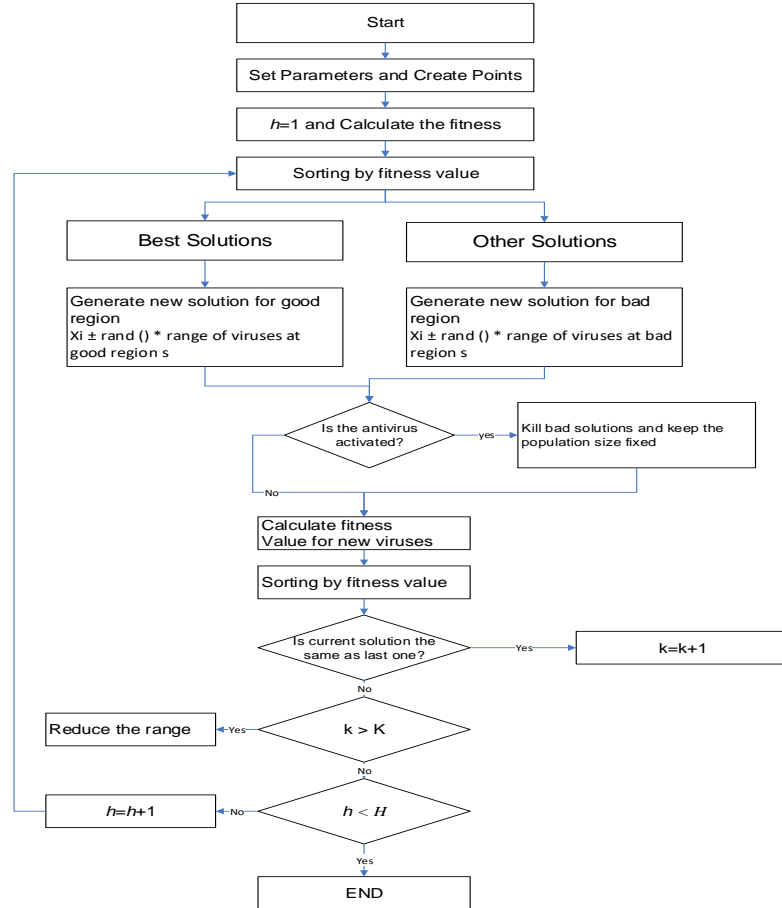 Start
Set Parameters and Create Points
h=1 and Calculate the fitness
Sorting by fitness value
Best Solutions
Other Solutions
Generate new solution for good
region
Xi ± rand () * range of viruses at
good region s
Generate new solution for bad
region
Xi ± rand () * range of viruses at bad
region s
Is the antivirus
activated?
yes
Kill bad solutions and keep the
population size fixed
No
Calculate fitness
Value for new viruses
Sorting by fitness value
Is current solution the
same as last one?
Yes
k=k+1
No
Reduce the range
Yes
k > K
No
h=h+1
No
h < H
Yes
END